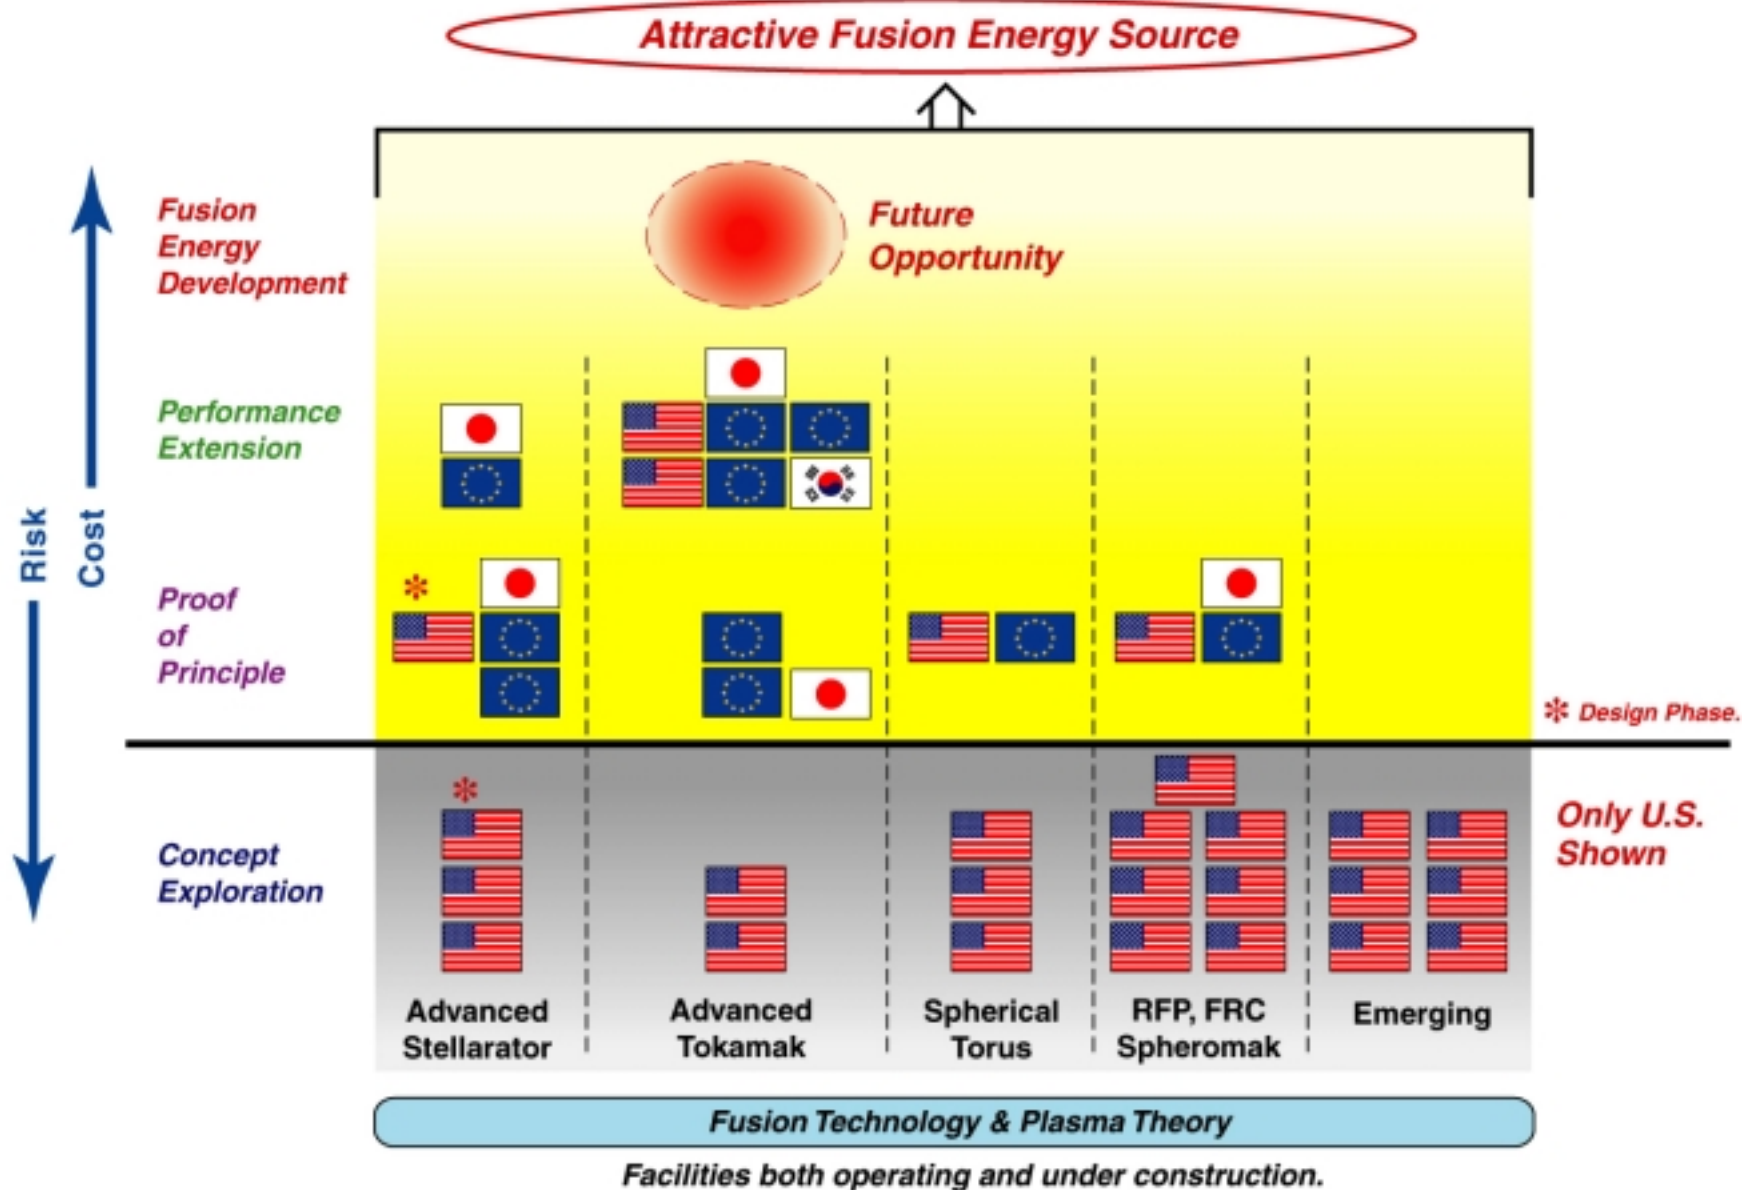 Attractive Fusion Energy Source
Fusion
Energy
Development
Future
Opportunity
Performance
Extension
Risk
Cost
Proof
of
Principle
*
* Design Phase.
*
Concept
Exploration
Only U.S.
Shown
Advanced
Stellarator
Advanced
Tokamak
Spherical
Torus
RFP, FRC
Spheromak
Emerging
Fusion Technology & Plasma Theory
Facilities both operating and under construction.